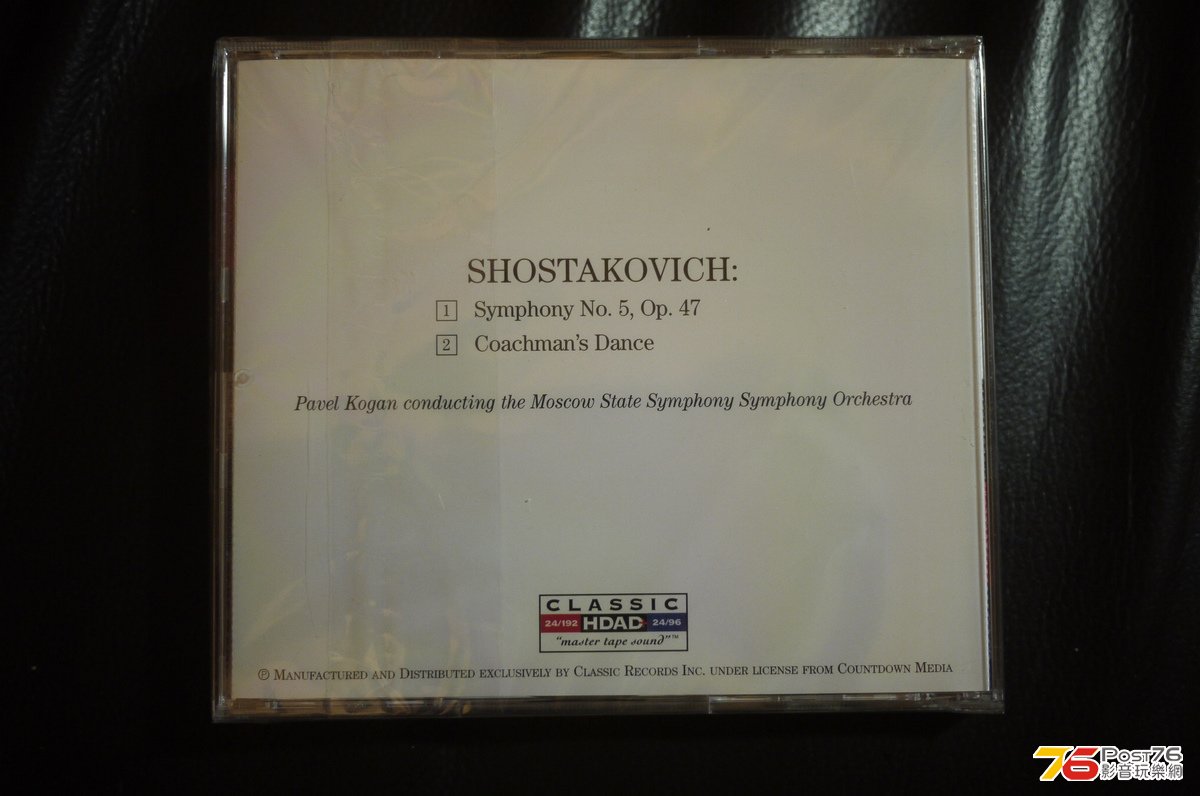 SHOSTAKOVICH:
1 Symphony No. 5, Op. 47
2 Coachman's Dance
Pavel Kogan conducting the Moscow State Symphony Symphony Orchestra
CLASSIC
24/192 HDAD 24/96
"master tape sound"™
℗ Manufactured and Distributed exclusively by Classic Records Inc. under license from Countdown Media
76 Post76
影音玩樂網